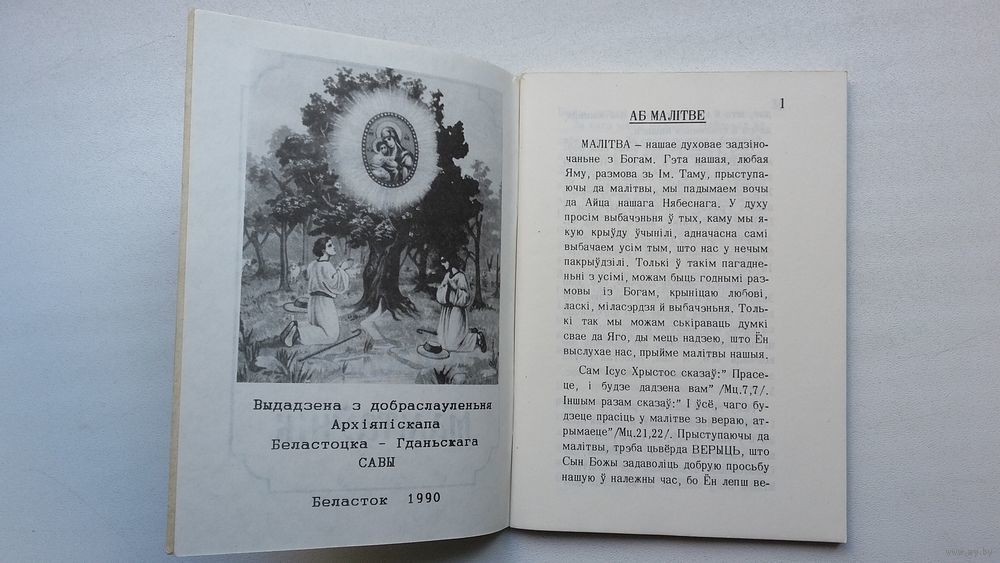 Выдадзена з добраслауленьня
Архіяпіскапа
Беластоцка - Гданьскага
САВЫ
Беласток 1990
1
АБ МАЛІТВЕ
МАЛІТВА – нашае духовае задзіно-
чаньне з Богам. Гэта нашая, любая
Яму, размова зь Ім. Таму, прыступа-
ючы да малітвы, мы падымаем вочы
да Айца нашага Нябеснага. У духу
просім выбачэньня ў тых, каму мы я-
кую крыўду ўчынілі, адначасна самі
выбачаем усім тым, што нас у нечым
пакрыўдзілі. Толькі ў такім пагадне-
ньні з усімі, можам быць годнымі раз-
мовы із Богам, крыніцаю любові,
ласкі, міласэрдзя й выбачэньня. Толь-
кі так мы можам ськіраваць думкі
свае да Яго, ды мець надзею, што Ён
выслухае нас, прыйме малітвы нашыя.
Сам Ісус Хрыстос сказаў:" Прасе-
це, і будзе дадзена вам" /Мц.7,7/.
Іншым разам сказаў:" І ўсё, чаго бу-
дзеце прасіць у малітве зь вераю, ат-
рымаеце"/Мц.21,22/. Прыступаючы да
малітвы, трэба цьвёрда ВЕРЫЦЬ, што
Сын Божы задаволіць добрую просьбу
нашую ў належны час, бо Ён лепш ве-
www.ay.by